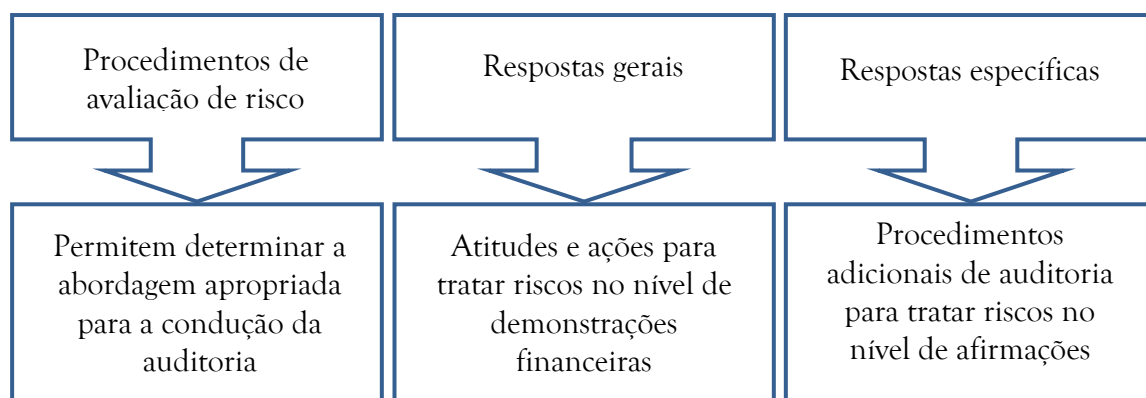 Procedimentos de
avaliação de risco
Respostas gerais
Respostas específicas
Permitem determinar a
abordagem apropriada
para a condução da
auditoria
Atitudes e ações para
tratar riscos no nível de
demonstrações
financeiras
Procedimentos
adicionais de auditoria
para tratar riscos no
nível de afirmações